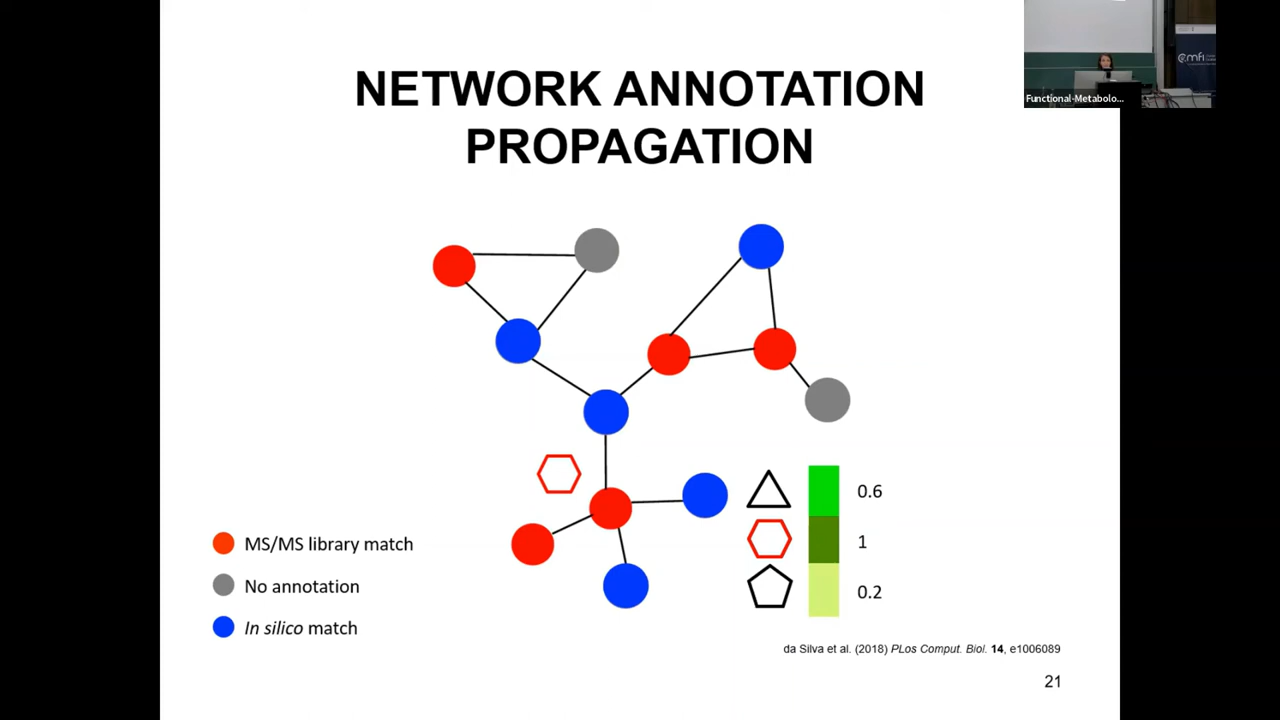 NETWORK ANNOTATION
PROPAGATION
mfi
Functional-Metabolo...
0.6
1
0.2
MS/MS library match
No annotation
In silico match
da Silva et al. (2018) PLos Comput. Biol. 14, e1006089
21